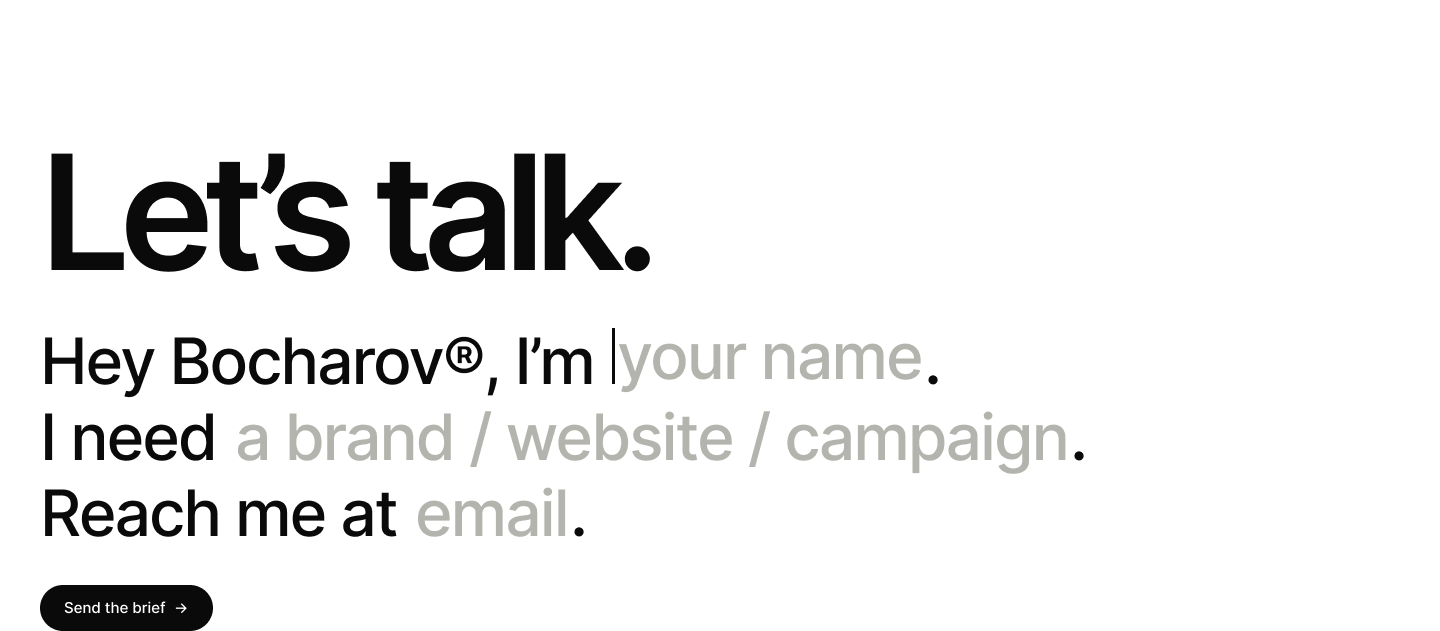 Let’s talk.
Hey Bocharov®, I’m your name.
I need a brand / website / campaign.
Reach me at email.
Send the brief →